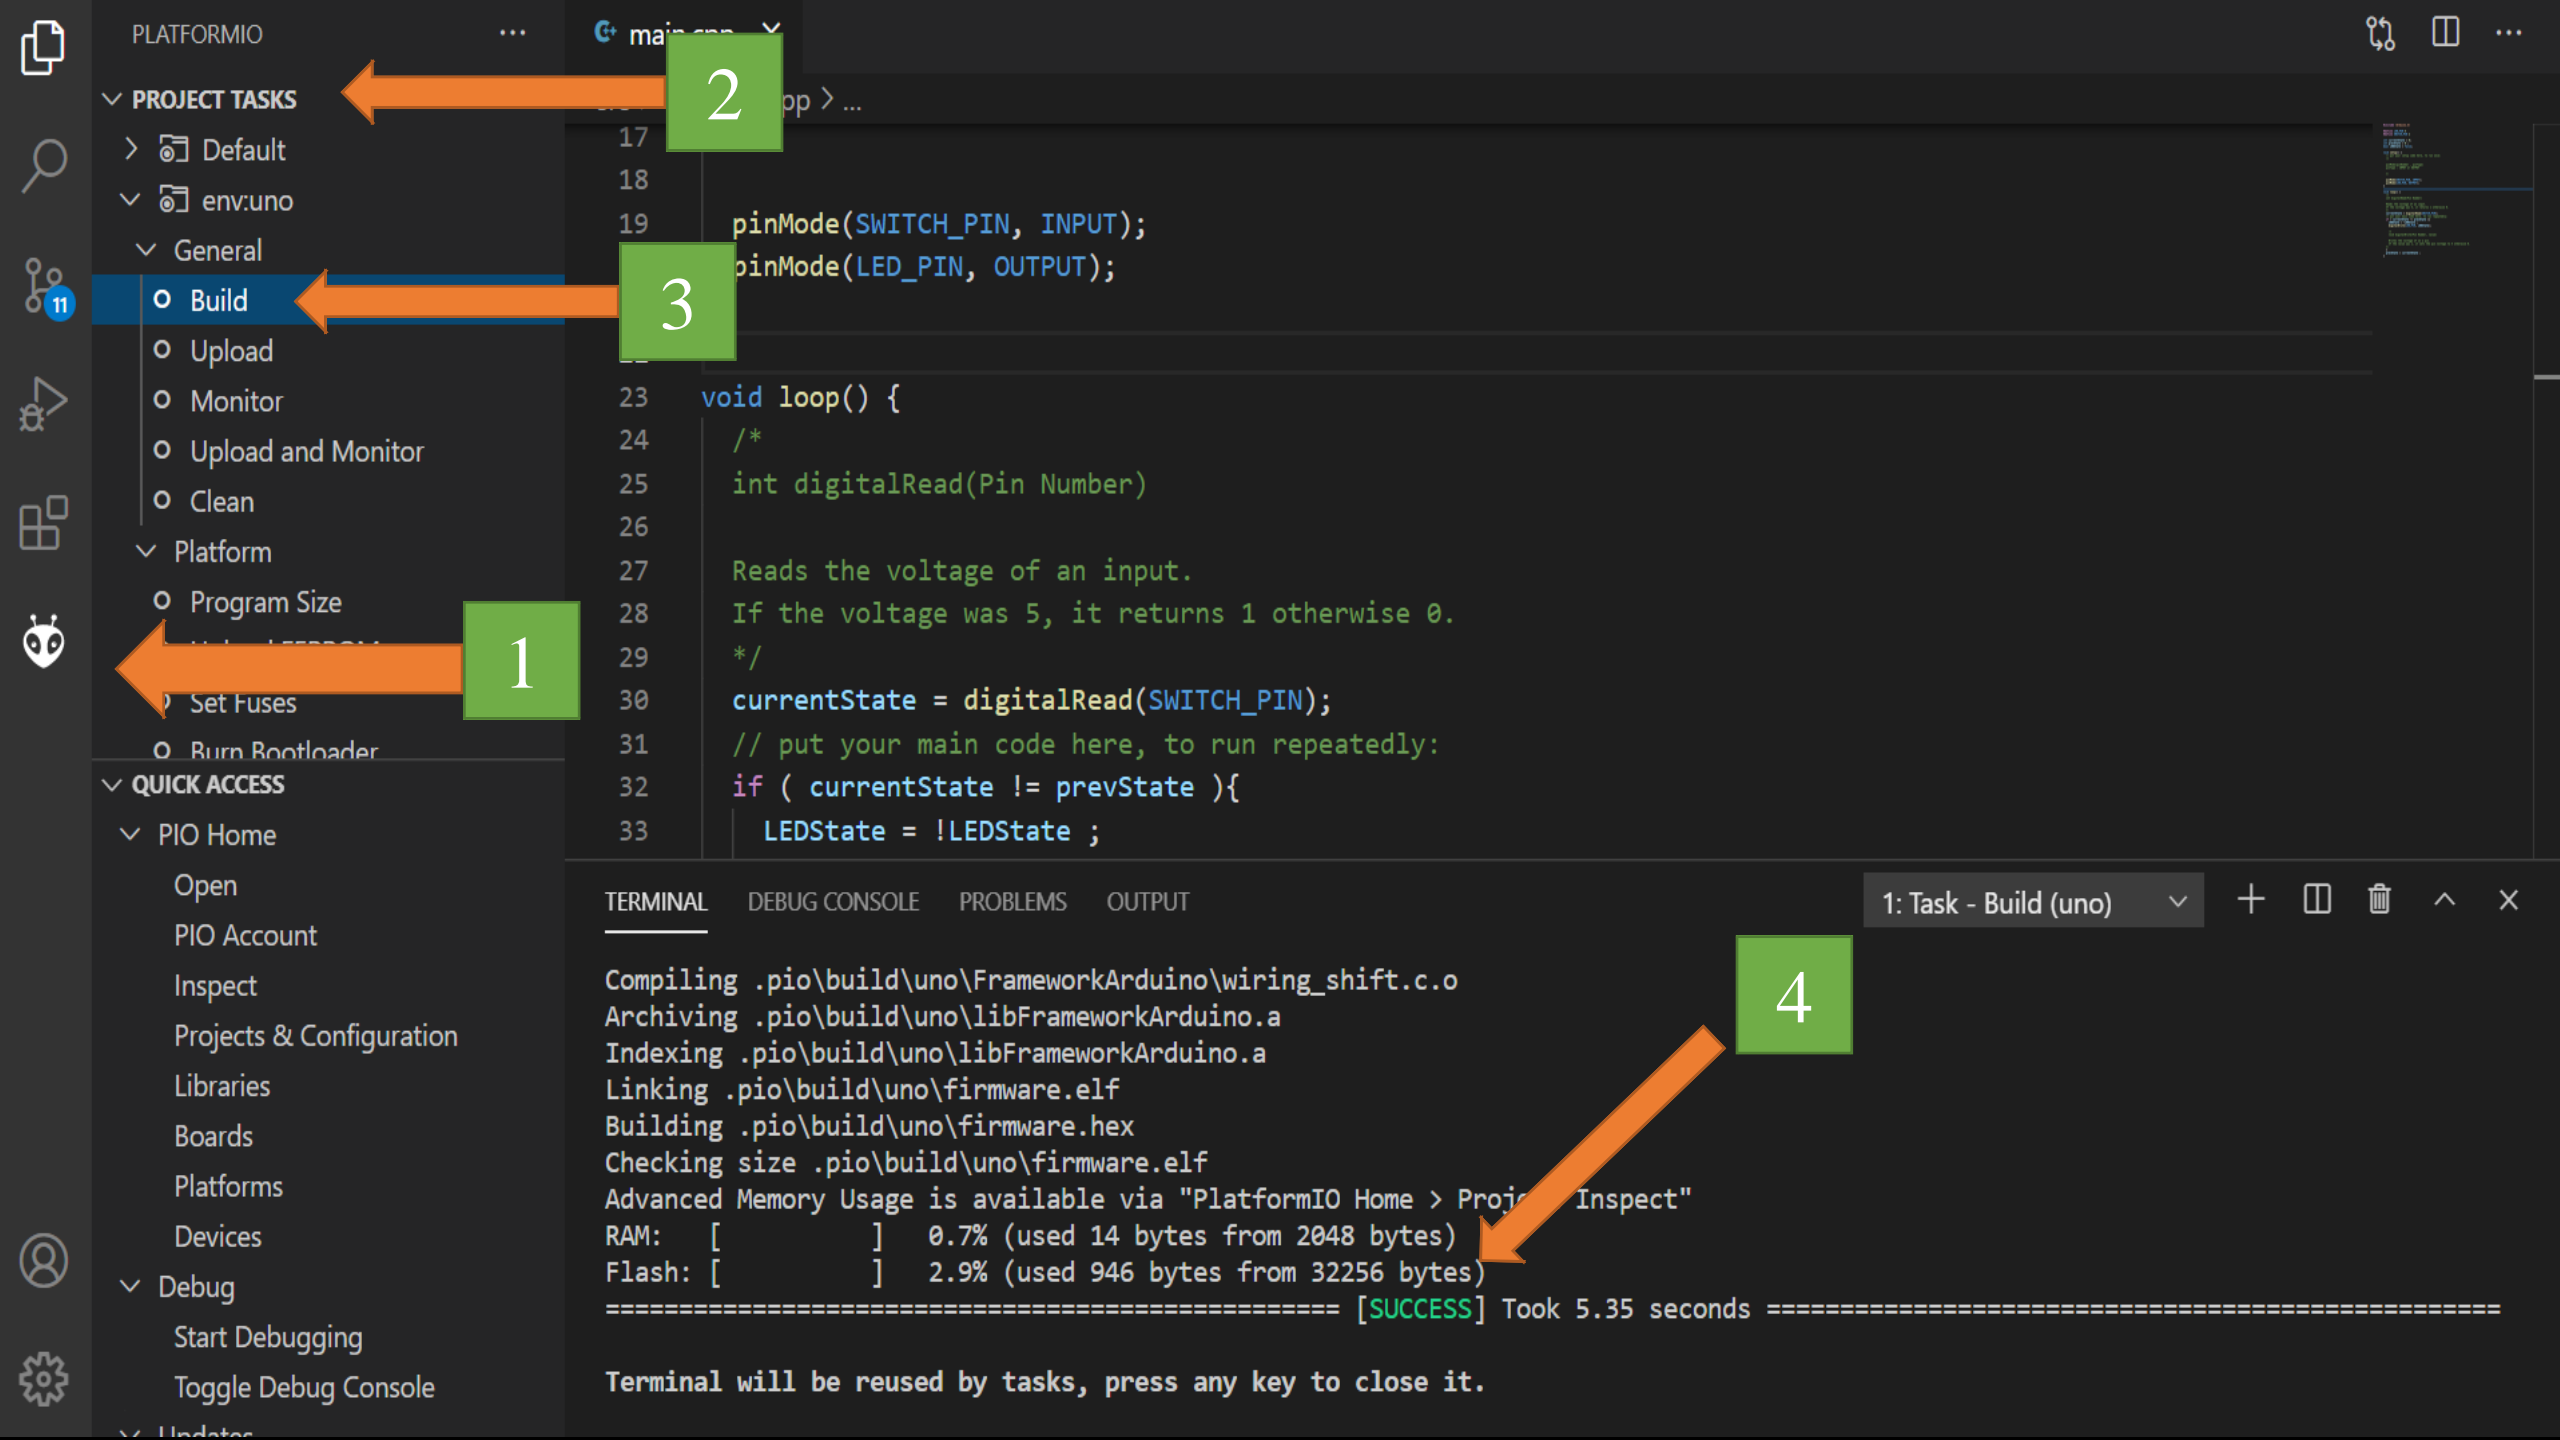 PLATFORMIO
PROJECT TASKS
Default
env:uno
General
Build
Upload
Monitor
Upload and Monitor
Clean
Platform
Program Size
Set Fuses
Burn Bootloader
QUICK ACCESS
PIO Home
Open
PIO Account
Inspect
Projects & Configuration
Libraries
Boards
Platforms
Devices
Debug
Start Debugging
Toggle Debug Console
Updates
11
1
2
3
4
main.cpp
pp > ...
17
18
19 pinMode(SWITCH_PIN, INPUT);
pinMode(LED_PIN, OUTPUT);
23 void loop() {
24 /*
25 int digitalRead(Pin Number)
26
27 Reads the voltage of an input.
28 If the voltage was 5, it returns 1 otherwise 0.
29 */
30 currentState = digitalRead(SWITCH_PIN);
31 // put your main code here, to run repeatedly:
32 if ( currentState != prevState ){
33 LEDState = !LEDState ;
TERMINAL DEBUG CONSOLE PROBLEMS OUTPUT
1: Task - Build (uno)
Compiling .pio\build\uno\FrameworkArduino\wiring_shift.c.o
Archiving .pio\build\uno\libFrameworkArduino.a
Indexing .pio\build\uno\libFrameworkArduino.a
Linking .pio\build\uno\firmware.elf
Building .pio\build\uno\firmware.hex
Checking size .pio\build\uno\firmware.elf
Advanced Memory Usage is available via "PlatformIO Home > Proj Inspect"
RAM: [ ] 0.7% (used 14 bytes from 2048 bytes)
Flash: [ ] 2.9% (used 946 bytes from 32256 bytes)
================================================== [SUCCESS] Took 5.35 seconds ==================================================
Terminal will be reused by tasks, press any key to close it.